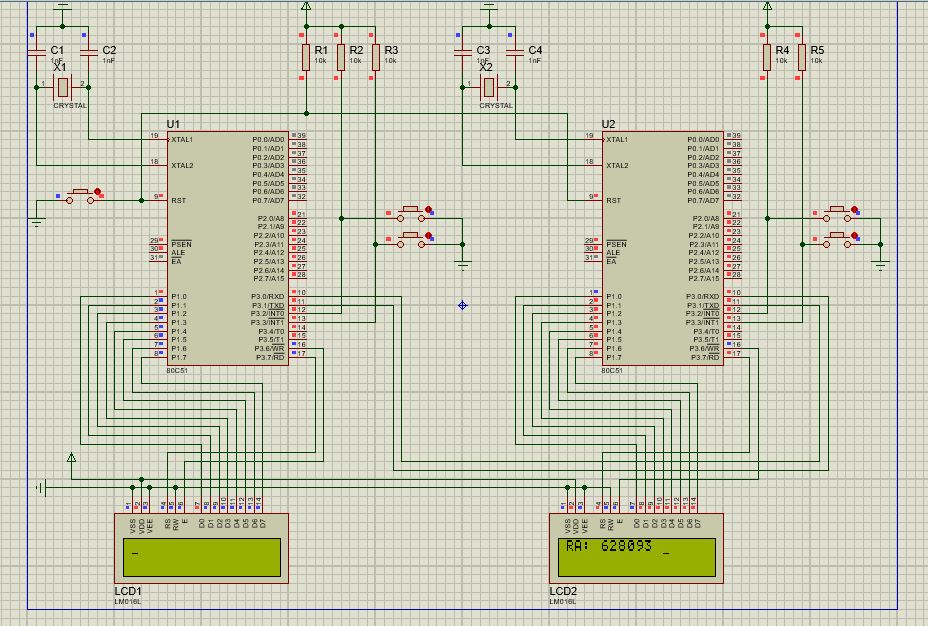 C1
1nF
C2
1nF
X1
1
2
CRYSTAL
R1
10k
R2
10k
R3
10k
C3
1nF
C4
1nF
X2
1
2
CRYSTAL
R4
10k
R5
10k
U1
19 XTAL1
18 XTAL2
9 RST
29 PSEN
30 ALE
31 EA
1 P1.0
2 P1.1
3 P1.2
4 P1.3
5 P1.4
6 P1.5
7 P1.6
8 P1.7
P0.0/AD0 39
P0.1/AD1 38
P0.2/AD2 37
P0.3/AD3 36
P0.4/AD4 35
P0.5/AD5 34
P0.6/AD6 33
P0.7/AD7 32
P2.0/A8 21
P2.1/A9 22
P2.2/A10 23
P2.3/A11 24
P2.4/A12 25
P2.5/A13 26
P2.6/A14 27
P2.7/A15 28
P3.0/RXD 10
P3.1/TXD 11
P3.2/INT0 12
P3.3/INT1 13
P3.4/T0 14
P3.5/T1 15
P3.6/WR 16
P3.7/RD 17
80C51
U2
19 XTAL1
18 XTAL2
9 RST
29 PSEN
30 ALE
31 EA
1 P1.0
2 P1.1
3 P1.2
4 P1.3
5 P1.4
6 P1.5
7 P1.6
8 P1.7
P0.0/AD0 39
P0.1/AD1 38
P0.2/AD2 37
P0.3/AD3 36
P0.4/AD4 35
P0.5/AD5 34
P0.6/AD6 33
P0.7/AD7 32
P2.0/A8 21
P2.1/A9 22
P2.2/A10 23
P2.3/A11 24
P2.4/A12 25
P2.5/A13 26
P2.6/A14 27
P2.7/A15 28
P3.0/RXD 10
P3.1/TXD 11
P3.2/INT0 12
P3.3/INT1 13
P3.4/T0 14
P3.5/T1 15
P3.6/WR 16
P3.7/RD 17
80C51
1 2 3 4 5 6 7 8 9 10 11 12 13 14
VSS VDD VEE RS RW E D0 D1 D2 D3 D4 D5 D6 D7
_
LCD1
LM016L
1 2 3 4 5 6 7 8 9 10 11 12 13 14
VSS VDD VEE RS RW E D0 D1 D2 D3 D4 D5 D6 D7
RA: 628093 _
LCD2
LM016L